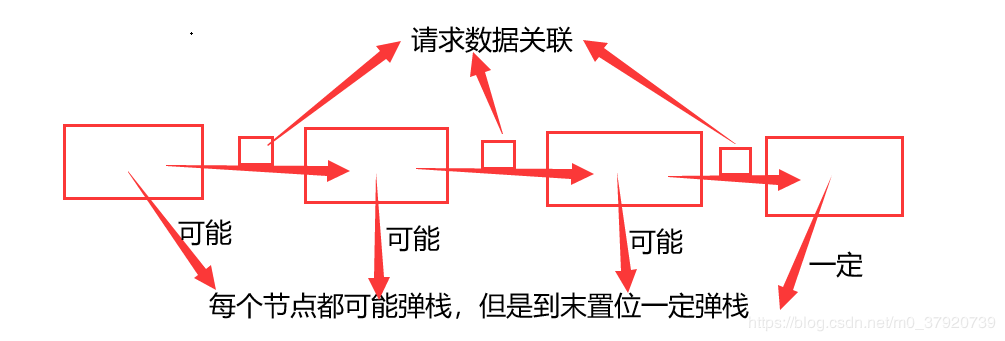 请求数据关联
可能
可能
可能
一定
每个节点都可能弹栈，但是到末置位一定弹栈
https://blog.csdn.net/m0_37920739